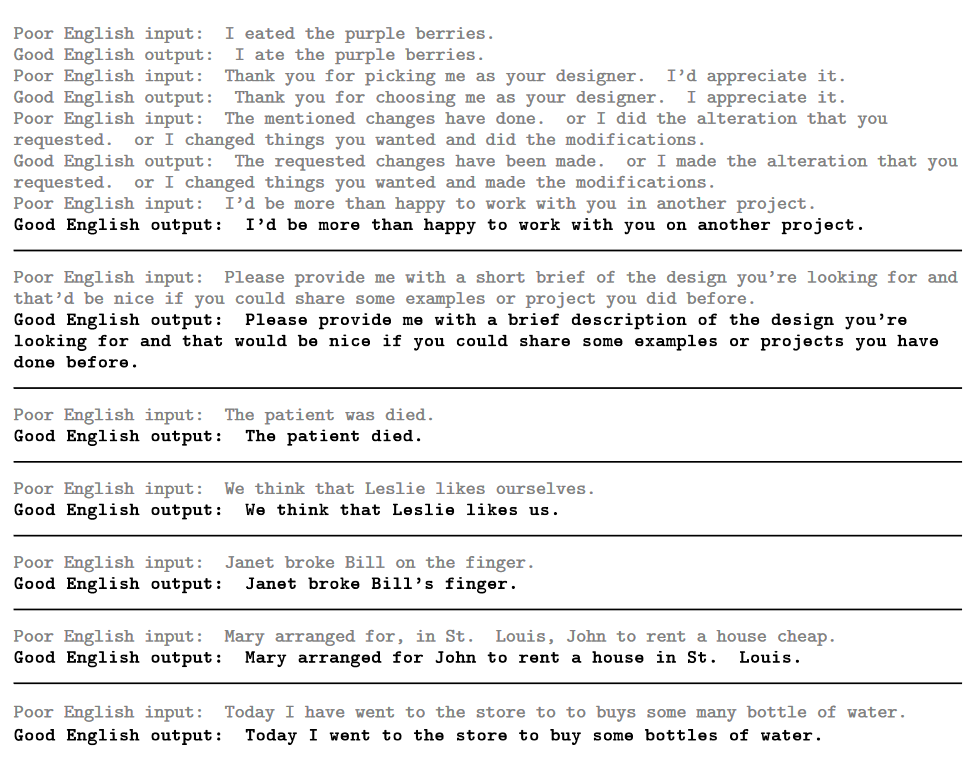 Poor English input: I eated the purple berries.
Good English output: I ate the purple berries.
Poor English input: Thank you for picking me as your designer. I'd appreciate it.
Good English output: Thank you for choosing me as your designer. I appreciate it.
Poor English input: The mentioned changes have done. or I did the alteration that you
requested. or I changed things you wanted and did the modifications.
Good English output: The requested changes have been made. or I made the alteration that you
requested. or I changed things you wanted and made the modifications.
Poor English input: I'd be more than happy to work with you in another project.
Good English output: I'd be more than happy to work with you on another project.
Poor English input: Please provide me with a short brief of the design you're looking for and
that'd be nice if you could share some examples or project you did before.
Good English output: Please provide me with a brief description of the design you're
looking for and that would be nice if you could share some examples or projects you have
done before.
Poor English input: The patient was died.
Good English output: The patient died.
Poor English input: We think that Leslie likes ourselves.
Good English output: We think that Leslie likes us.
Poor English input: Janet broke Bill on the finger.
Good English output: Janet broke Bill's finger.
Poor English input: Mary arranged for, in St. Louis, John to rent a house cheap.
Good English output: Mary arranged for John to rent a house in St. Louis.
Poor English input: Today I have went to the store to to buys some many bottle of water.
Good English output: Today I went to the store to buy some bottles of water.